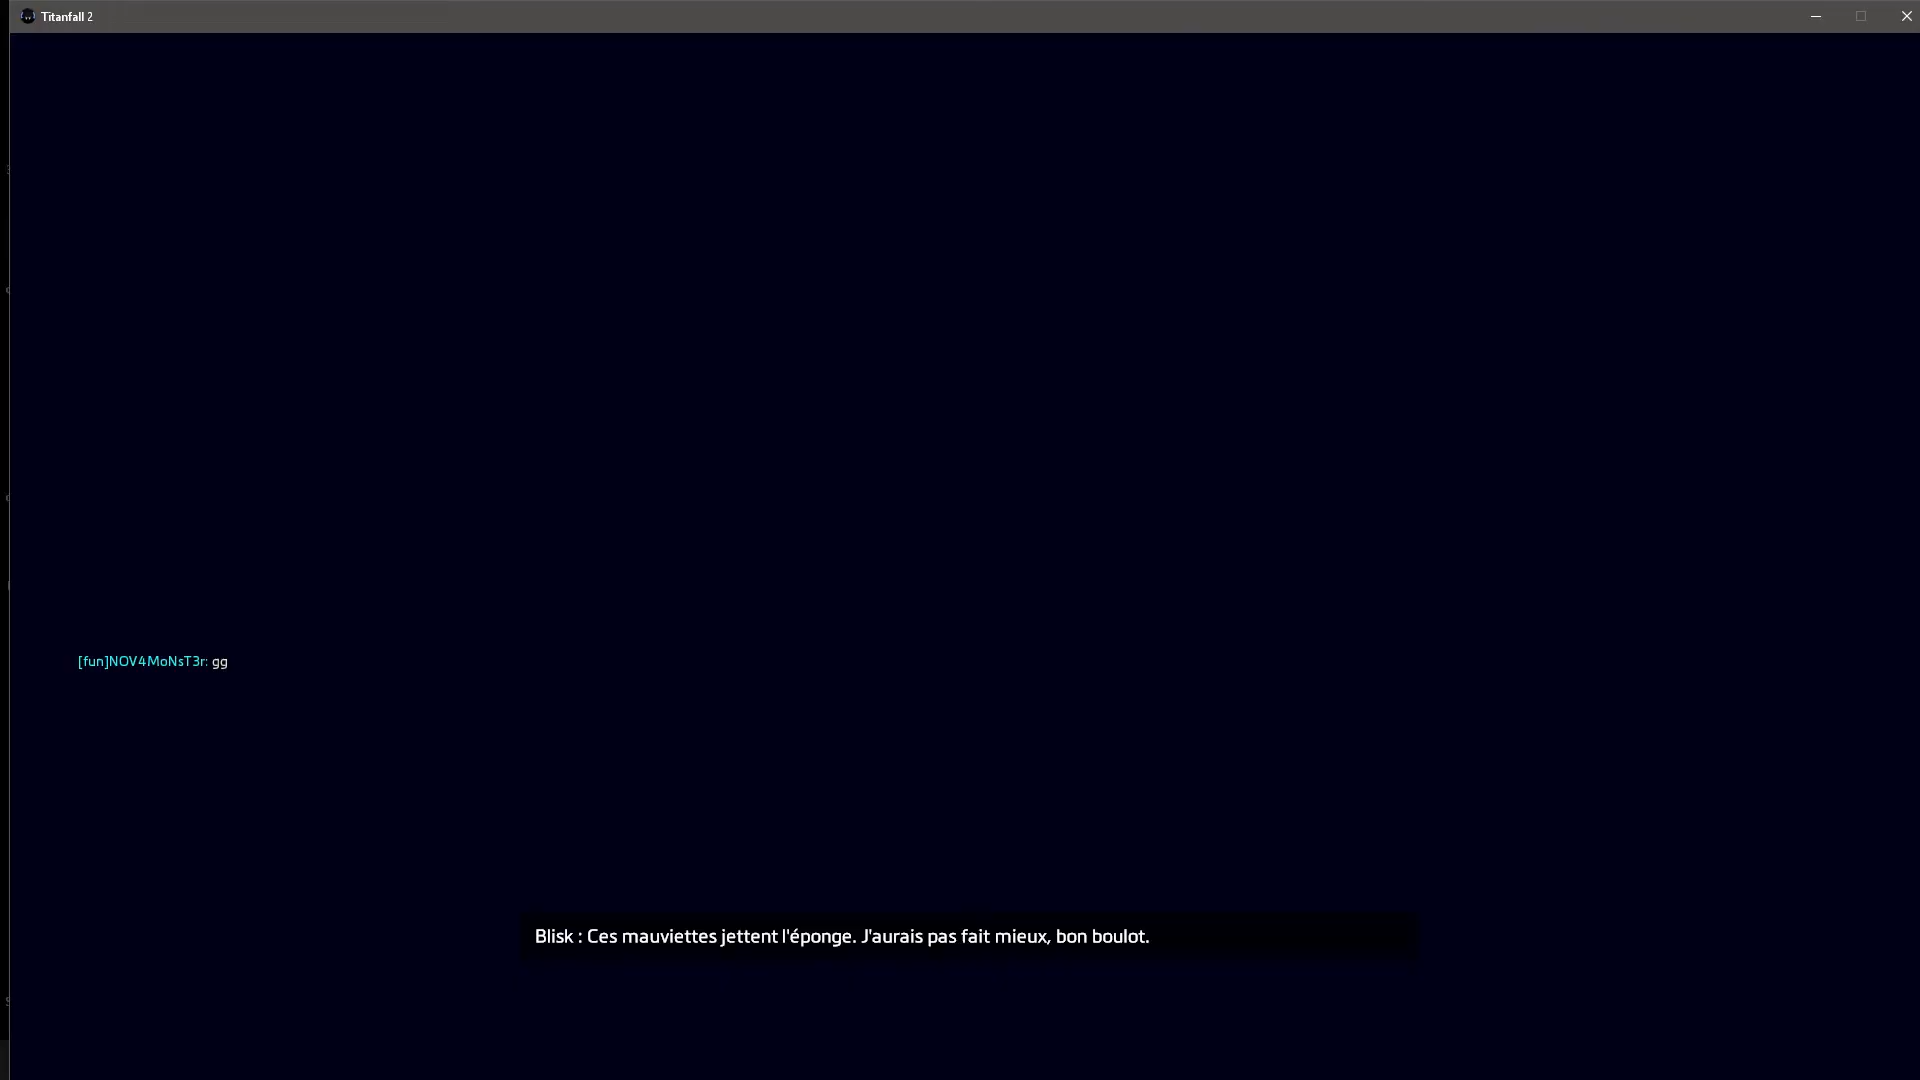 Titanfall 2
[fun]NOV4MoNsT3r: gg
Blisk : Ces mauviettes jettent l'éponge. J'aurais pas fait mieux, bon boulot.